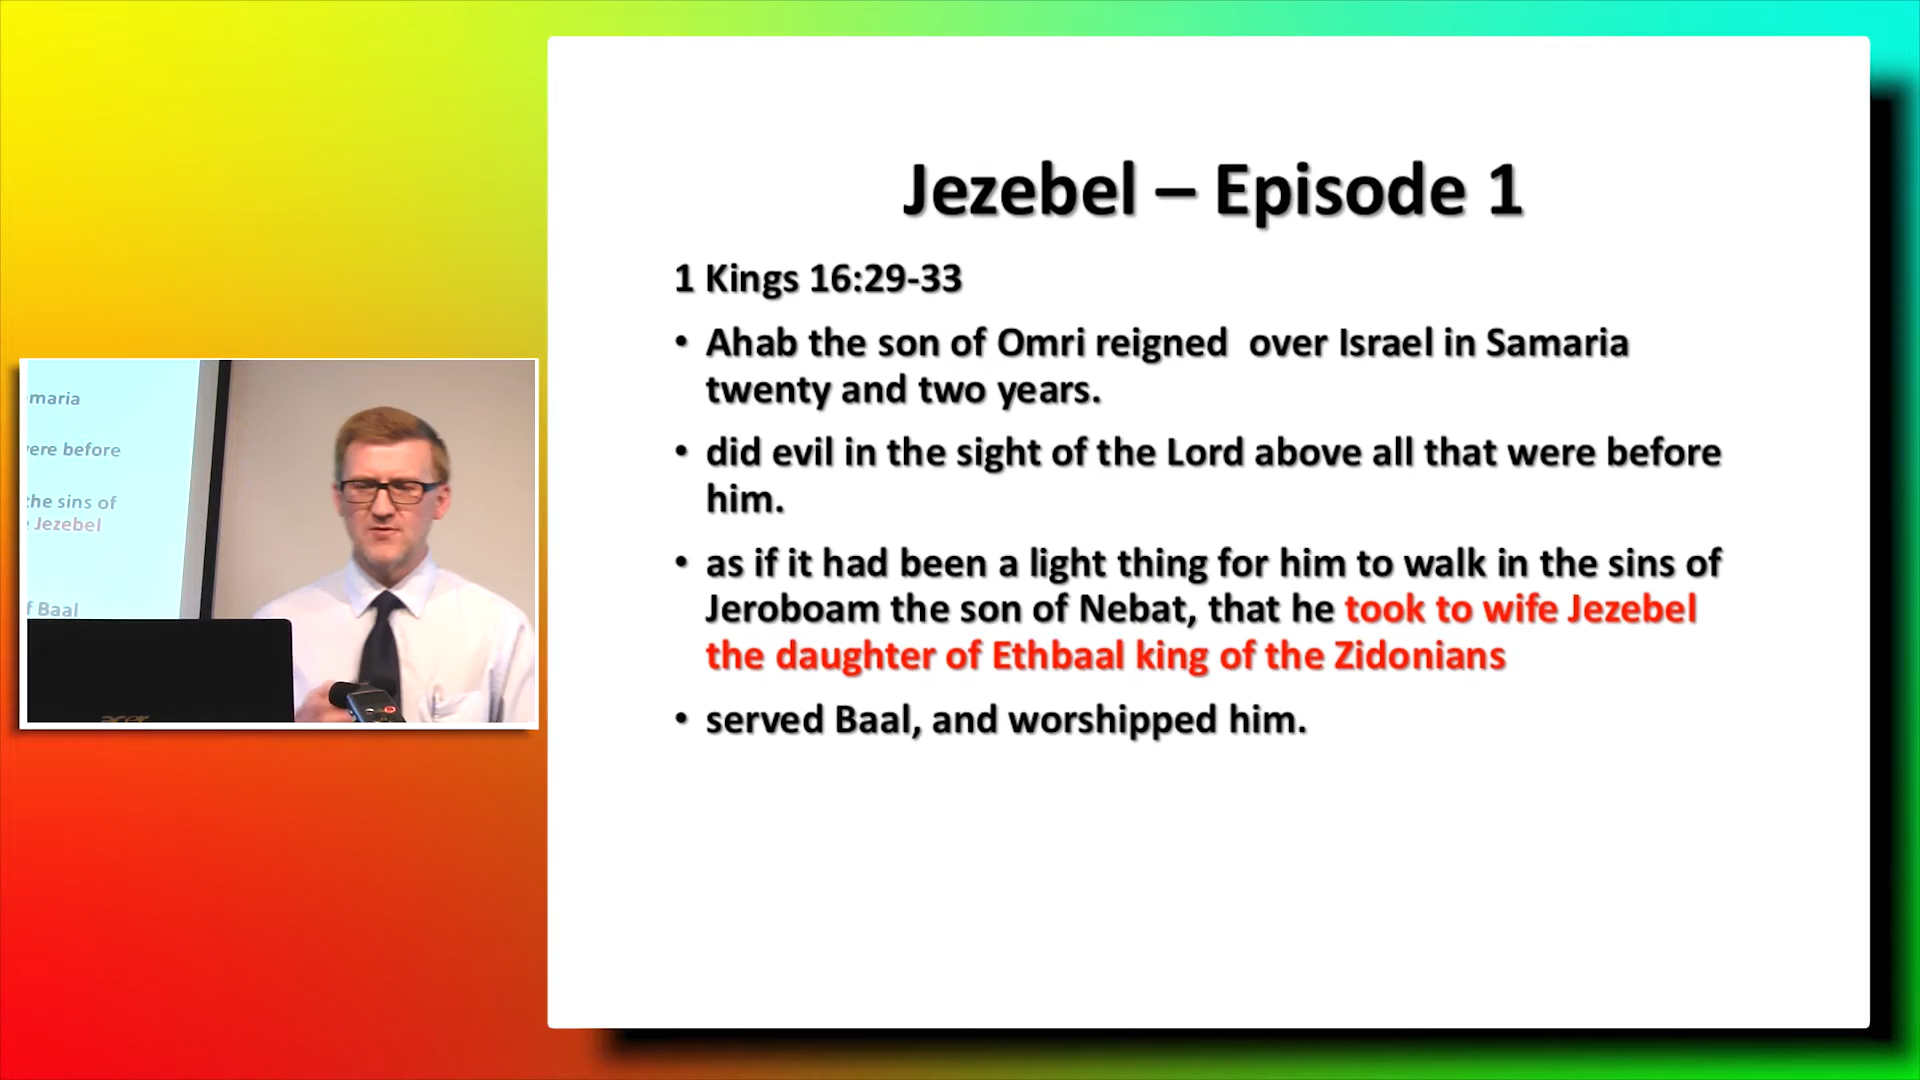 Jezebel – Episode 1
1 Kings 16:29-33
• Ahab the son of Omri reigned  over Israel in Samaria
twenty and two years.
• did evil in the sight of the Lord above all that were before
him.
• as if it had been a light thing for him to walk in the sins of
Jeroboam the son of Nebat, that he took to wife Jezebel
the daughter of Ethbaal king of the Zidonians
• served Baal, and worshipped him.
maria
ere before
the sins of
Jezebel
f Baal
acer